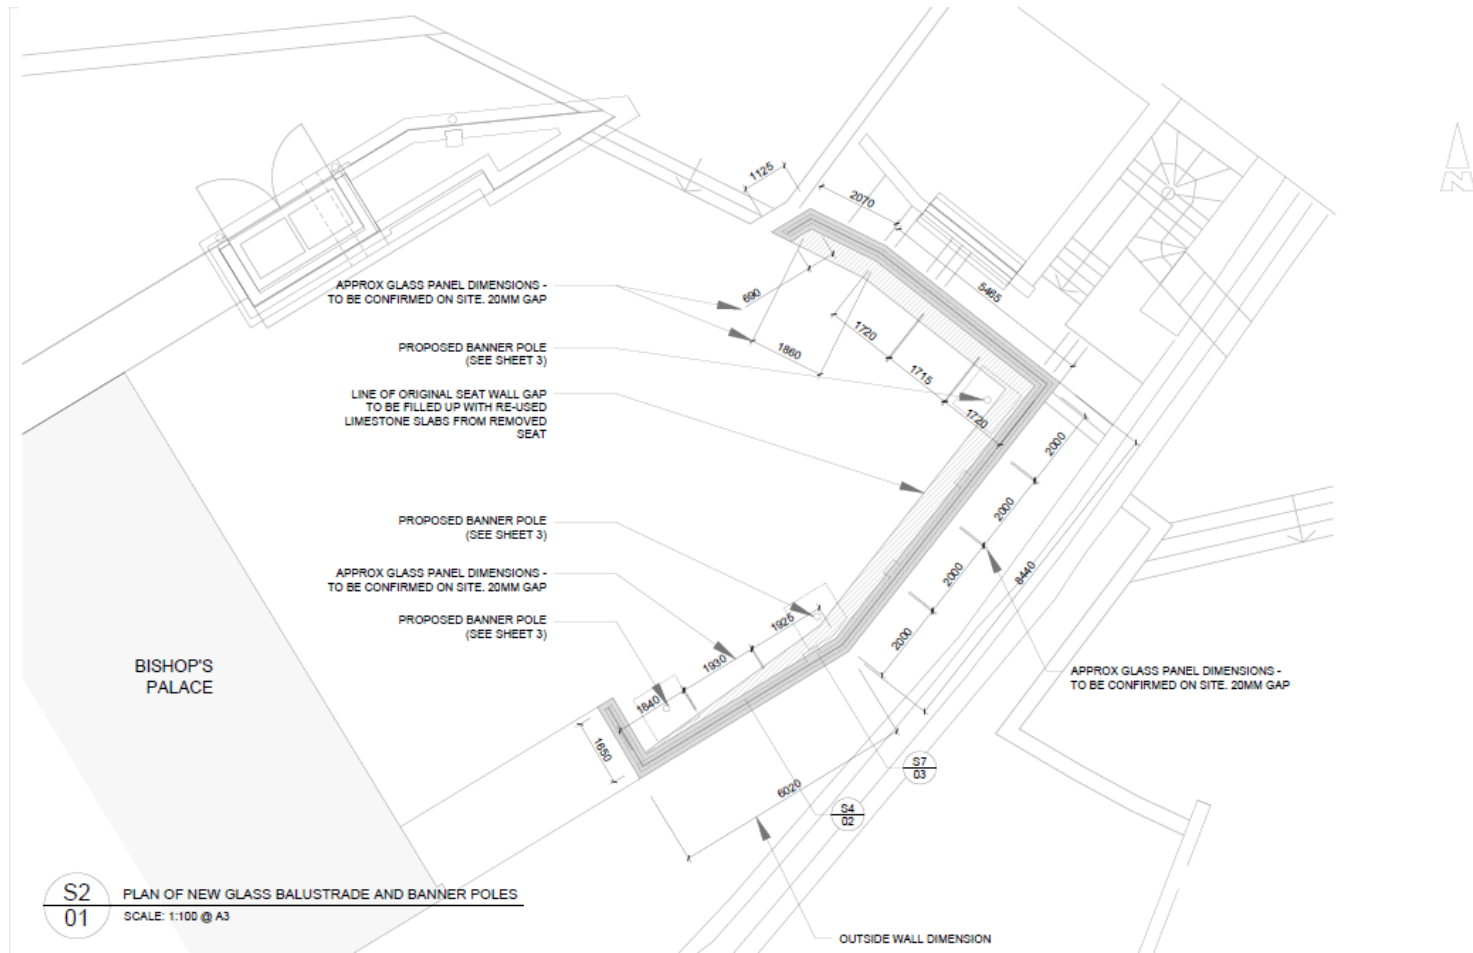 1125
2070
N
5465
APPROX GLASS PANEL DIMENSIONS -
TO BE CONFIRMED ON SITE. 20MM GAP
690
1720
1860
PROPOSED BANNER POLE
(SEE SHEET 3)
1715
LINE OF ORIGINAL SEAT WALL GAP
TO BE FILLED UP WITH RE-USED
LIMESTONE SLABS FROM REMOVED
SEAT
1720
2000
2000
PROPOSED BANNER POLE
(SEE SHEET 3)
2000
8440
APPROX GLASS PANEL DIMENSIONS -
TO BE CONFIRMED ON SITE. 20MM GAP
1925
2000
PROPOSED BANNER POLE
(SEE SHEET 3)
1930
BISHOP'S
PALACE
APPROX GLASS PANEL DIMENSIONS -
TO BE CONFIRMED ON SITE. 20MM GAP
1840
1650
S7
03
6020
S4
02
S2
01
PLAN OF NEW GLASS BALUSTRADE AND BANNER POLES
SCALE: 1:100 @ A3
OUTSIDE WALL DIMENSION